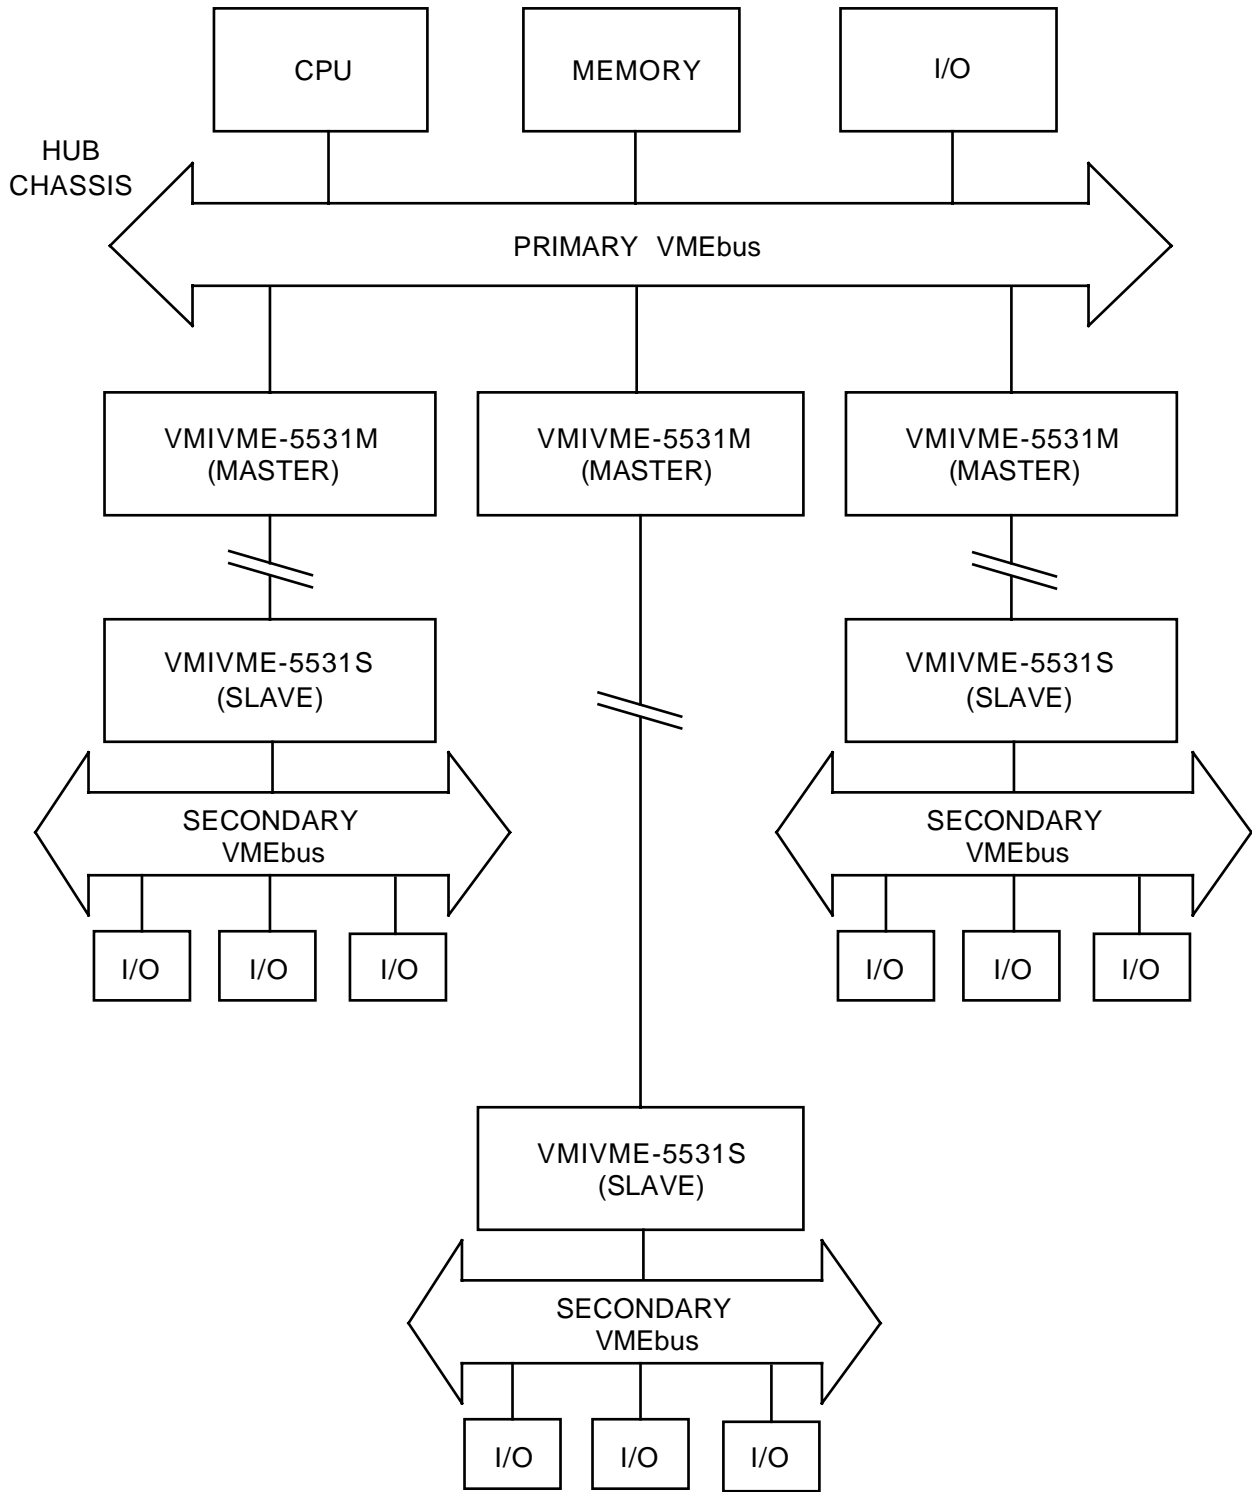 CPU
MEMORY
I/O
HUB
CHASSIS
PRIMARY VMEbus
VMIVME-5531M
(MASTER)
VMIVME-5531M
(MASTER)
VMIVME-5531M
(MASTER)
VMIVME-5531S
(SLAVE)
VMIVME-5531S
(SLAVE)
SECONDARY
VMEbus
SECONDARY
VMEbus
I/O
I/O
I/O
I/O
I/O
I/O
VMIVME-5531S
(SLAVE)
SECONDARY
VMEbus
I/O
I/O
I/O